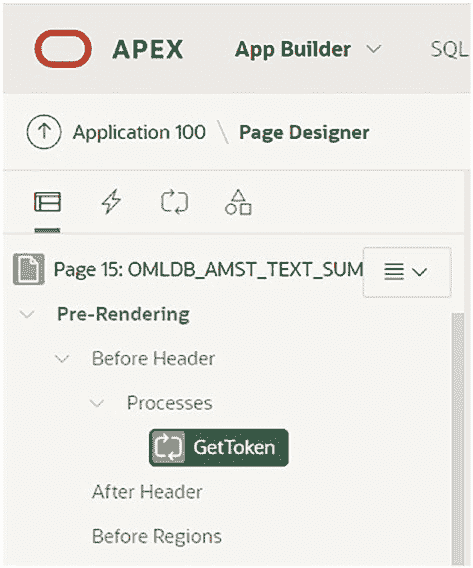 APEX App Builder SQL
Application 100 \ Page Designer
Page 15: OMLDB_AMST_TEXT_SUM
Pre-Rendering
Before Header
Processes
GetToken
After Header
Before Regions